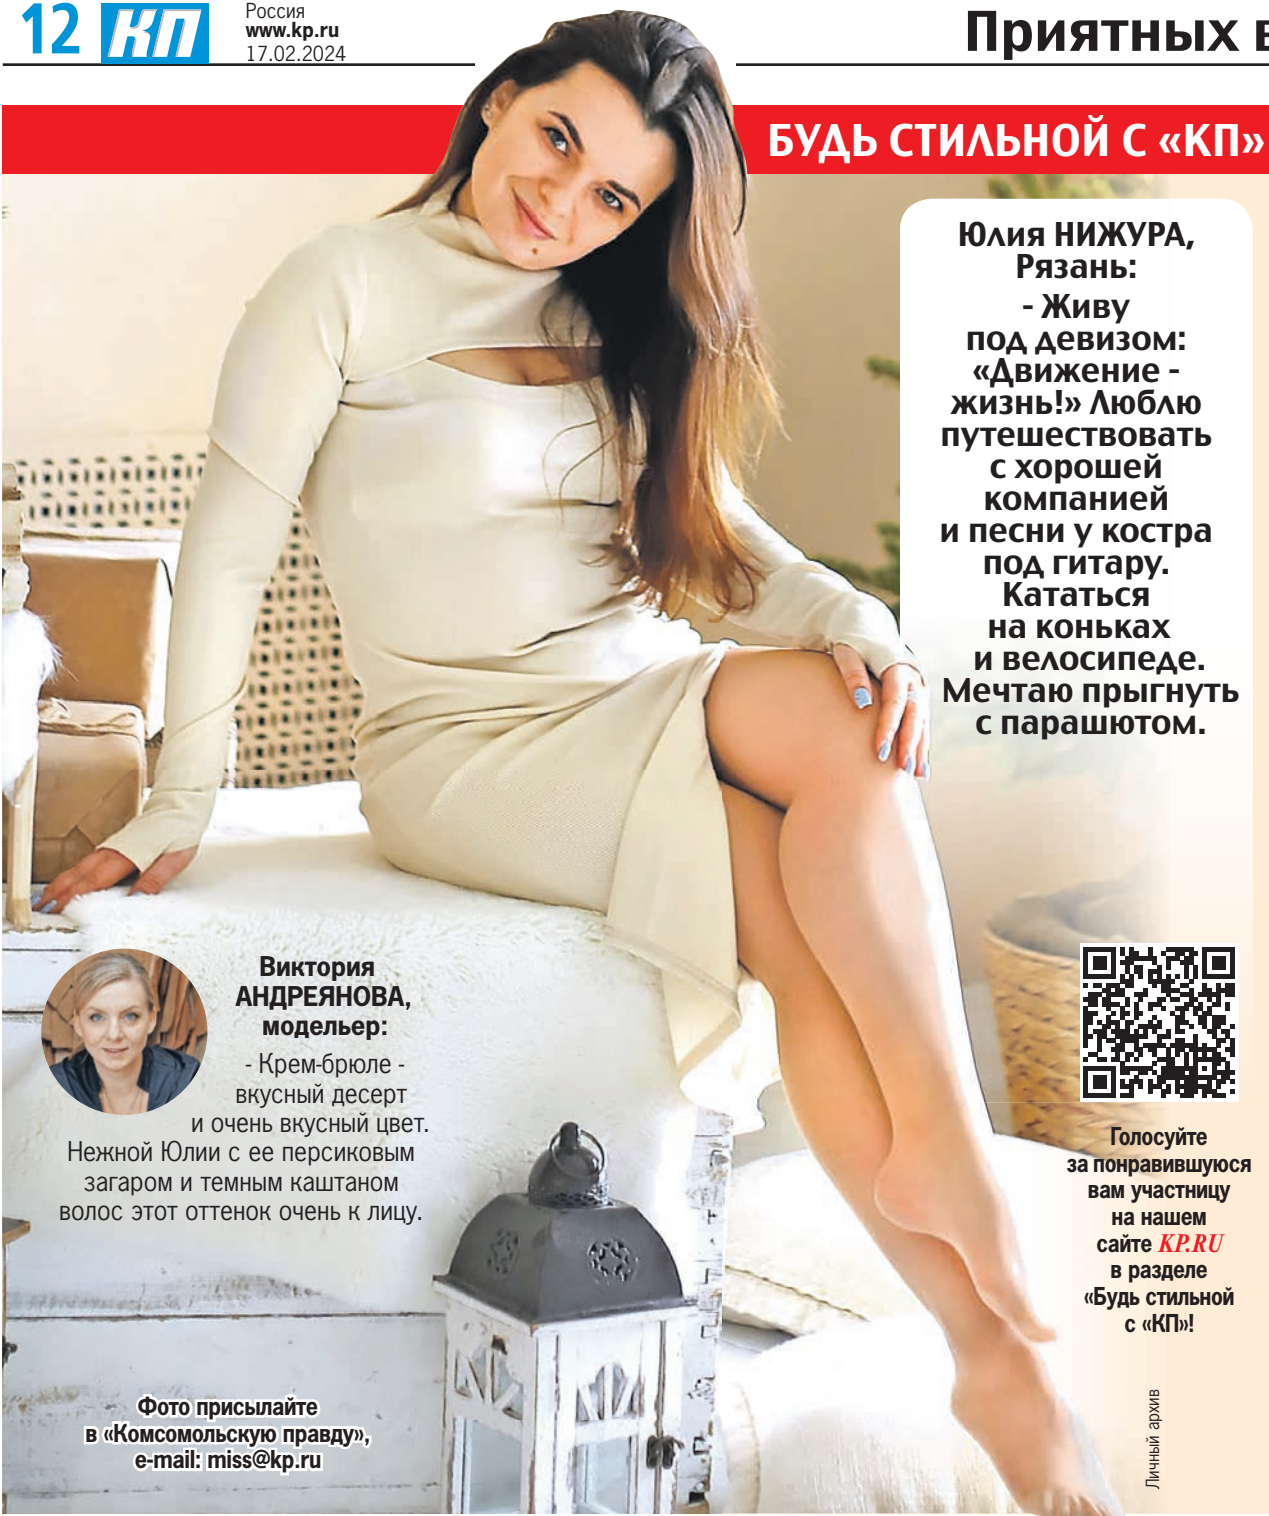 12 КП
Россия
www.kp.ru
17.02.2024
Приятных в
БУДЬ СТИЛЬНОЙ С «КП»
Юлия НИЖУРА,
Рязань:
- Живу
под девизом:
«Движение -
жизнь!» Люблю
путешествовать
с хорошей
компанией
и песни у костра
под гитару.
Кататься
на коньках
и велосипеде.
Мечтаю прыгнуть
с парашютом.
Виктория
АНДРЕЯНОВА,
модельер:
- Крем-брюле -
вкусный десерт
и очень вкусный цвет.
Нежной Юлии с ее персиковым
загаром и темным каштаном
волос этот оттенок очень к лицу.
Голосуйте
за понравившуюся
вам участницу
на нашем
сайте KP.RU
в разделе
«Будь стильной
с «КП»!
Фото присылайте
в «Комсомольскую правду»,
e-mail: miss@kp.ru
Личный архив